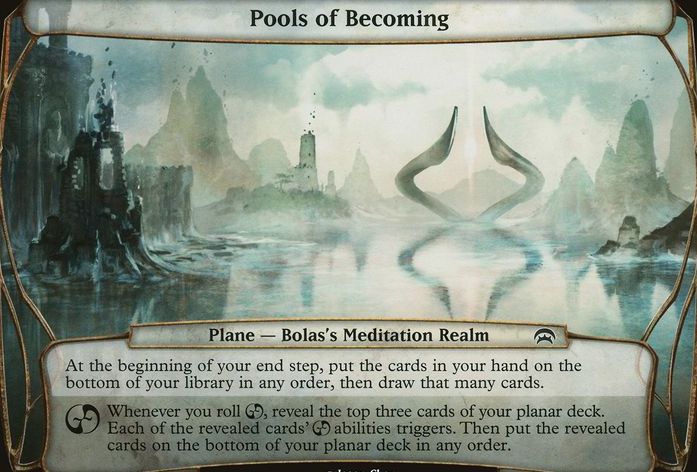 Pools of Becoming
Plane — Bolas's Meditation Realm
At the beginning of your end step, put the cards in your hand on the
bottom of your library in any order, then draw that many cards.
Whenever you roll , reveal the top three cards of your planar deck.
Each of the revealed cards' abilities triggers. Then put the revealed
cards on the bottom of your planar deck in any order.